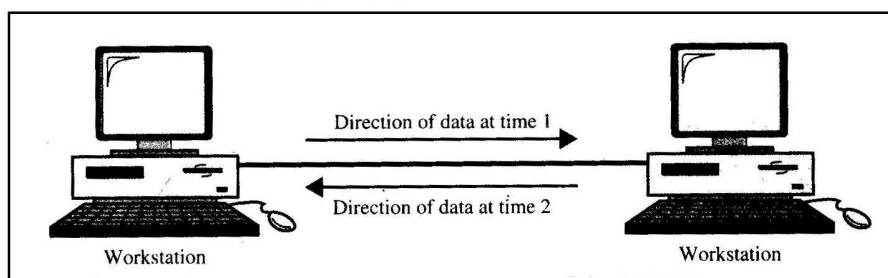 Direction of data at time 1
Direction of data at time 2
Workstation
Workstation